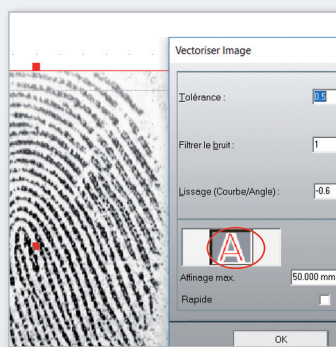 Vectoriser Image
Tolérance : 0.5
Filtrer le bruit : 1
Lissage (Courbe/Angle) : -0.6
A
Affinage max. 50.000 mm
Rapide
OK